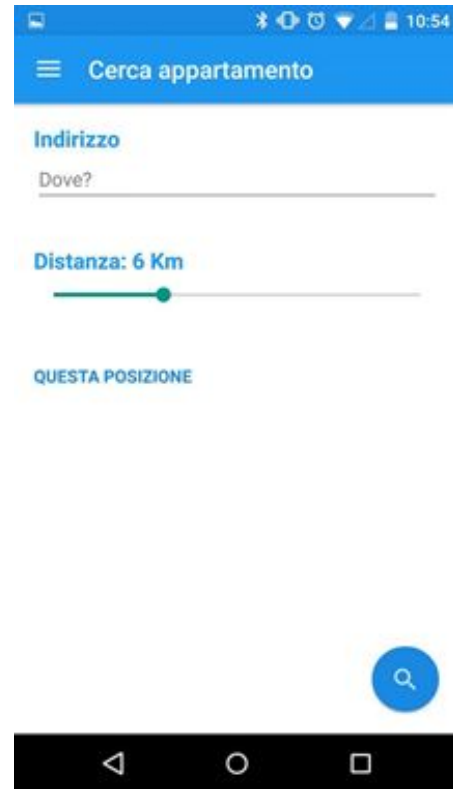 10:54
Cerca appartamento
Indirizzo
Dove?
Distanza: 6 Km
QUESTA POSIZIONE